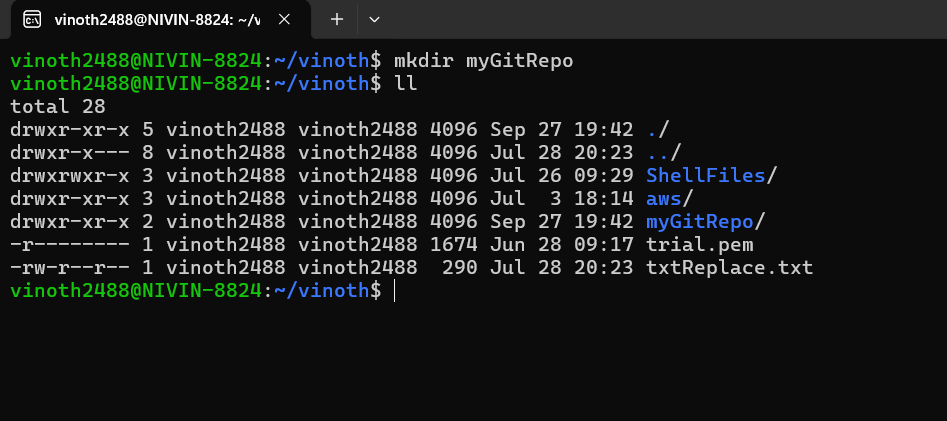 vinoth2488@NIVIN-8824: ~/v
vinoth2488@NIVIN-8824:~/vinoth$ mkdir myGitRepo
vinoth2488@NIVIN-8824:~/vinoth$ ll
total 28
drwxr-xr-x 5 vinoth2488 vinoth2488 4096 Sep 27 19:42 ./
drwxr-x--- 8 vinoth2488 vinoth2488 4096 Jul 28 20:23 ../
drwxrwxr-x 3 vinoth2488 vinoth2488 4096 Jul 26 09:29 ShellFiles/
drwxr-xr-x 3 vinoth2488 vinoth2488 4096 Jul  3 18:14 aws/
drwxr-xr-x 2 vinoth2488 vinoth2488 4096 Sep 27 19:42 myGitRepo/
-r-------- 1 vinoth2488 vinoth2488 1674 Jun 28 09:17 trial.pem
-rw-r--r-- 1 vinoth2488 vinoth2488  290 Jul 28 20:23 txtReplace.txt
vinoth2488@NIVIN-8824:~/vinoth$